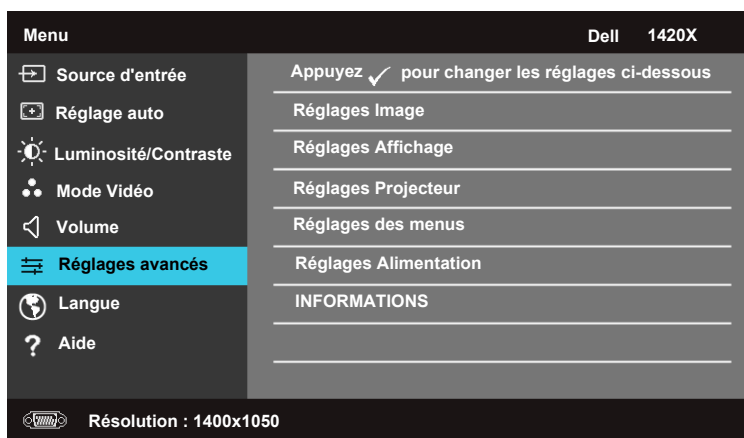 Menu
Dell 1420X
Source d'entrée
Réglage auto
Luminosité/Contraste
Mode Vidéo
Volume
Réglages avancés
Langue
? Aide
Appuyez ✓ pour changer les réglages ci-dessous
Réglages Image
Réglages Affichage
Réglages Projecteur
Réglages des menus
Réglages Alimentation
INFORMATIONS
Résolution : 1400x1050